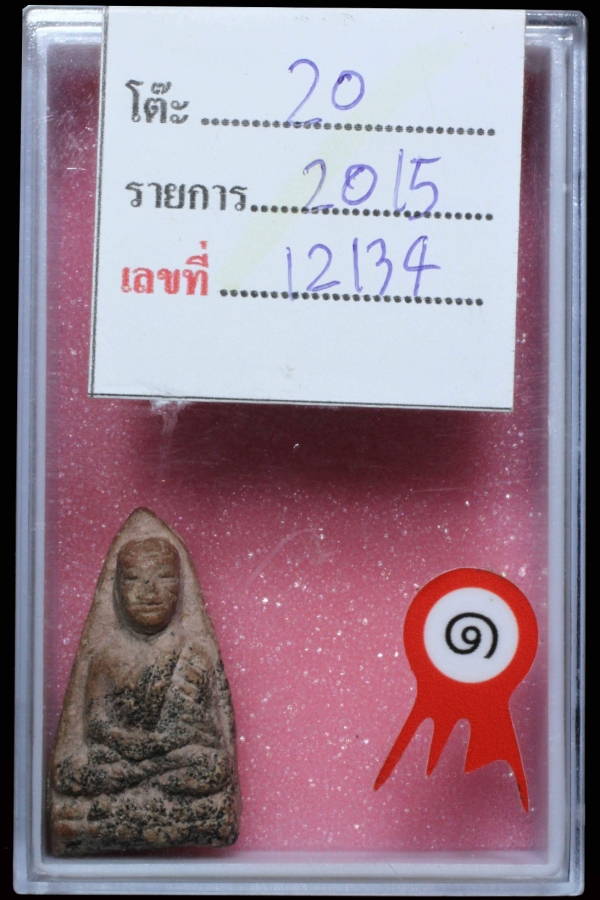 โต๊ะ 20
รายการ 2015
เลขที่ 12134
๑